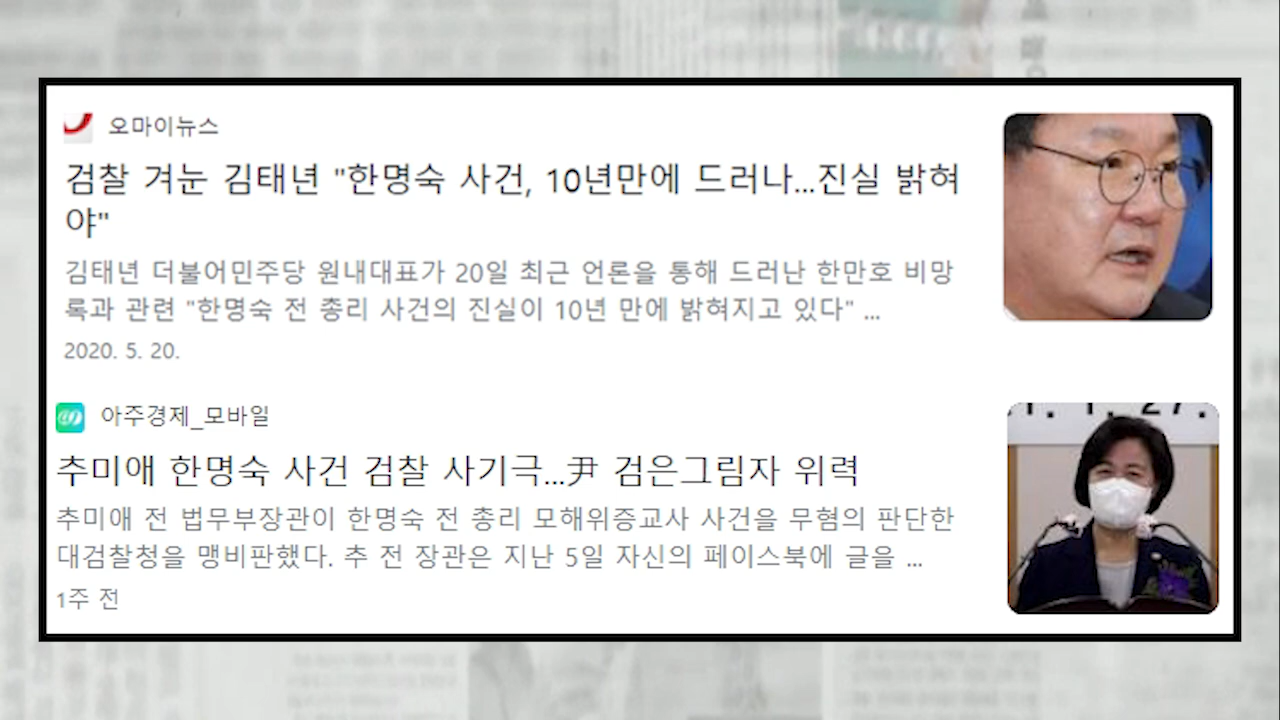 오마이뉴스
검찰 겨눈 김태년 "한명숙 사건, 10년만에 드러나...진실 밝혀
야"
김태년 더불어민주당 원내대표가 20일 최근 언론을 통해 드러난 한만호 비망
록과 관련 "한명숙 전 총리 사건의 진실이 10년 만에 밝혀지고 있다" ...
2020. 5. 20.
아주경제_모바일
추미애 한명숙 사건 검찰 사기극...尹 검은그림자 위력
추미애 전 법무부장관이 한명숙 전 총리 모해위증교사 사건을 무혐의 판단한
대검찰청을 맹비판했다. 추 전 장관은 지난 5일 자신의 페이스북에 글을 ...
1주 전